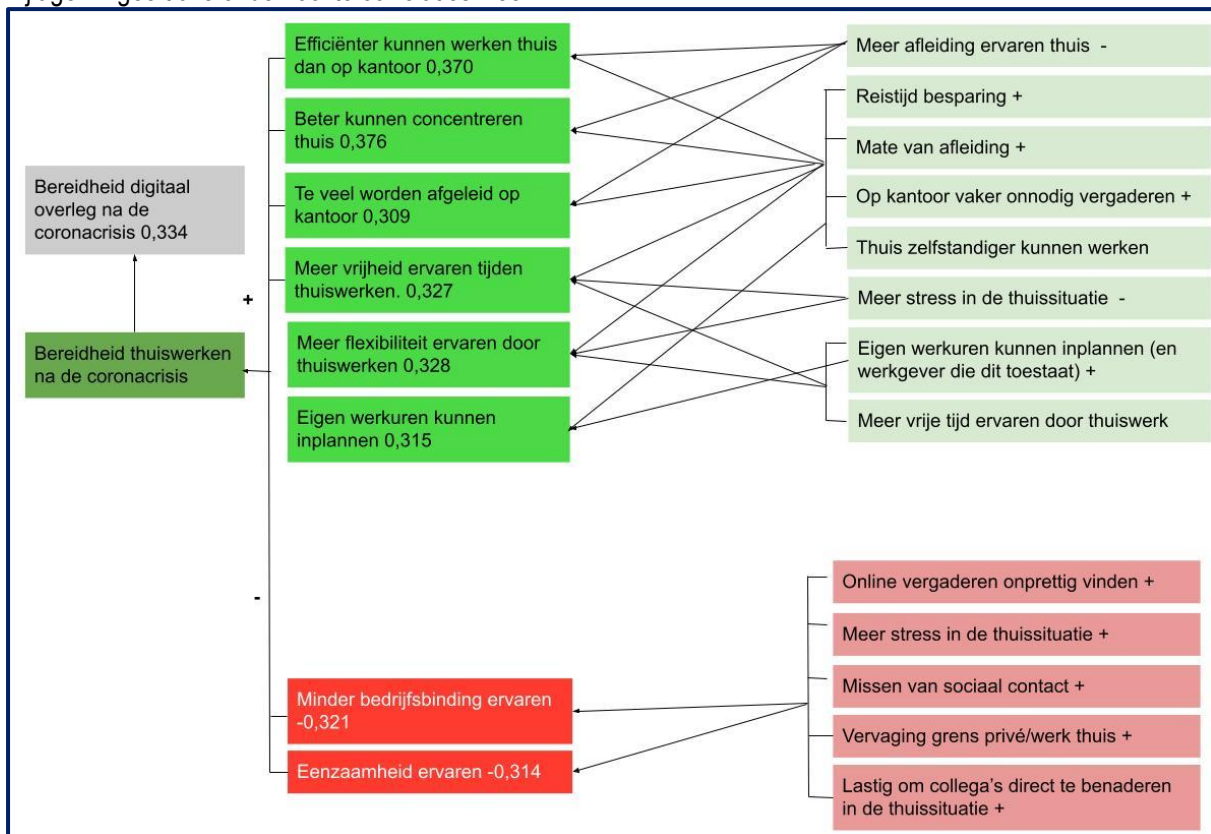 Efficiënter kunnen werken thuis
dan op kantoor 0,370
Beter kunnen concentreren
thuis 0,376
Te veel worden afgeleid op
kantoor 0,309
Meer vrijheid ervaren tijden
thuiswerken. 0,327
Meer flexibiliteit ervaren door
thuiswerken 0,328
Eigen werkuren kunnen
inplannen 0,315
Bereidheid digitaal
overleg na de
coronacrisis 0,334
+
Bereidheid thuiswerken
na de coronacrisis
-
Minder bedrijfsbinding ervaren
-0,321
Eenzaamheid ervaren -0,314
Meer afleiding ervaren thuis -
Reistijd besparing +
Mate van afleiding +
Op kantoor vaker onnodig vergaderen +
Thuis zelfstandiger kunnen werken
Meer stress in de thuissituatie -
Eigen werkuren kunnen inplannen (en
werkgever die dit toestaat) +
Meer vrije tijd ervaren door thuiswerk
Online vergaderen onprettig vinden +
Meer stress in de thuissituatie +
Missen van sociaal contact +
Vervaging grens privé/werk thuis +
Lastig om collega's direct te benaderen
in de thuissituatie +